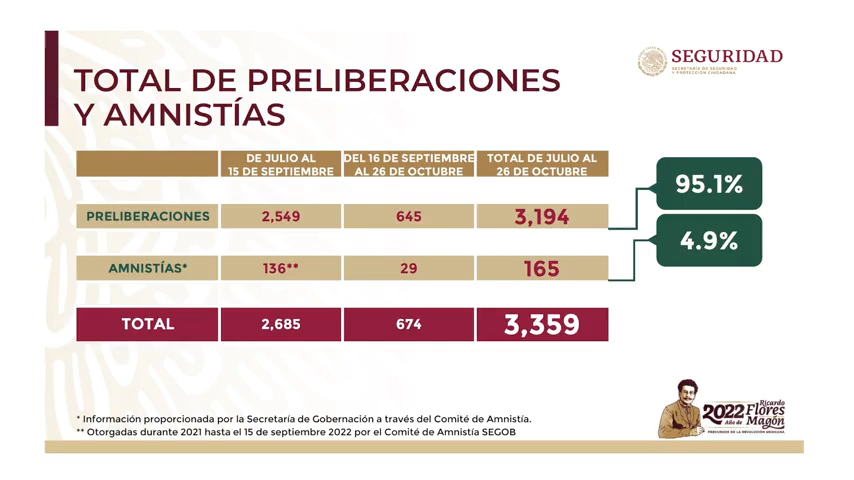 SEGURIDAD
SECRETARÍA DE SEGURIDAD
Y PROTECCIÓN CIUDADANA
TOTAL DE PRELIBERACIONES
Y AMNISTÍAS
DE JULIO AL
15 DE SEPTIEMBRE
DEL 16 DE SEPTIEMBRE
AL 26 DE OCTUBRE
TOTAL DE JULIO AL
26 DE OCTUBRE
PRELIBERACIONES 2,549 645 3,194
95.1%
AMNISTÍAS* 136** 29 165
4.9%
TOTAL 2,685 674 3,359
* Información proporcionada por la Secretaría de Gobernación a través del Comité de Amnistía.
** Otorgadas durante 2021 hasta el 15 de septiembre 2022 por el Comité de Amnistía SEGOB
2022 Ricardo
Flores
Año de Magón
PRECURSOR DE LA REVOLUCIÓN MEXICANA